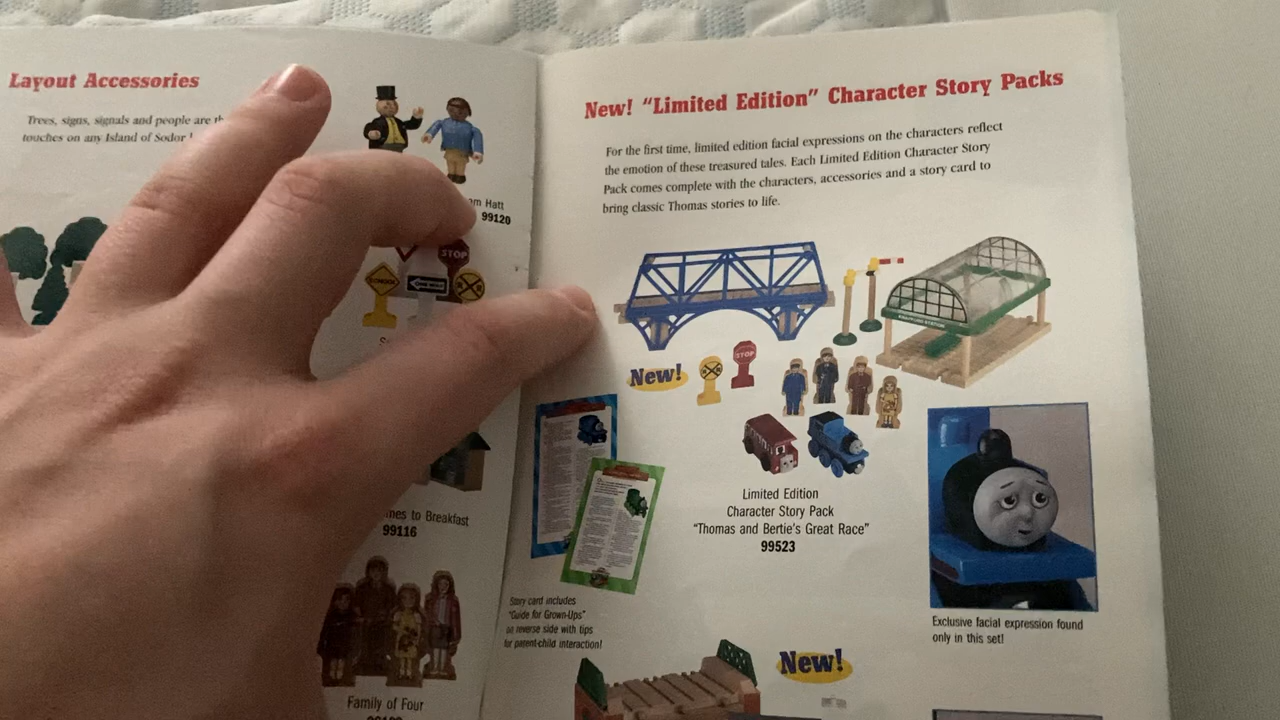 Layout Accessories
Trees, signs, signals and people are
touches on any Island of Sodor
Hatt
99120
STOP
SCHOOL
ONE WAY
to Breakfast
99116
Family of Four
New! “Limited Edition” Character Story Packs
For the first time, limited edition facial expressions on the characters reflect
the emotion of these treasured tales. Each Limited Edition Character Story
Pack comes complete with the characters, accessories and a story card to
bring classic Thomas stories to life.
New!
STOP
Limited Edition
Character Story Pack
“Thomas and Bertie's Great Race”
99523
Story card includes
“Guide for Grown-Ups”
on reverse side with tips
for parent-child interaction!
Exclusive facial expression found
only in this set!
New!